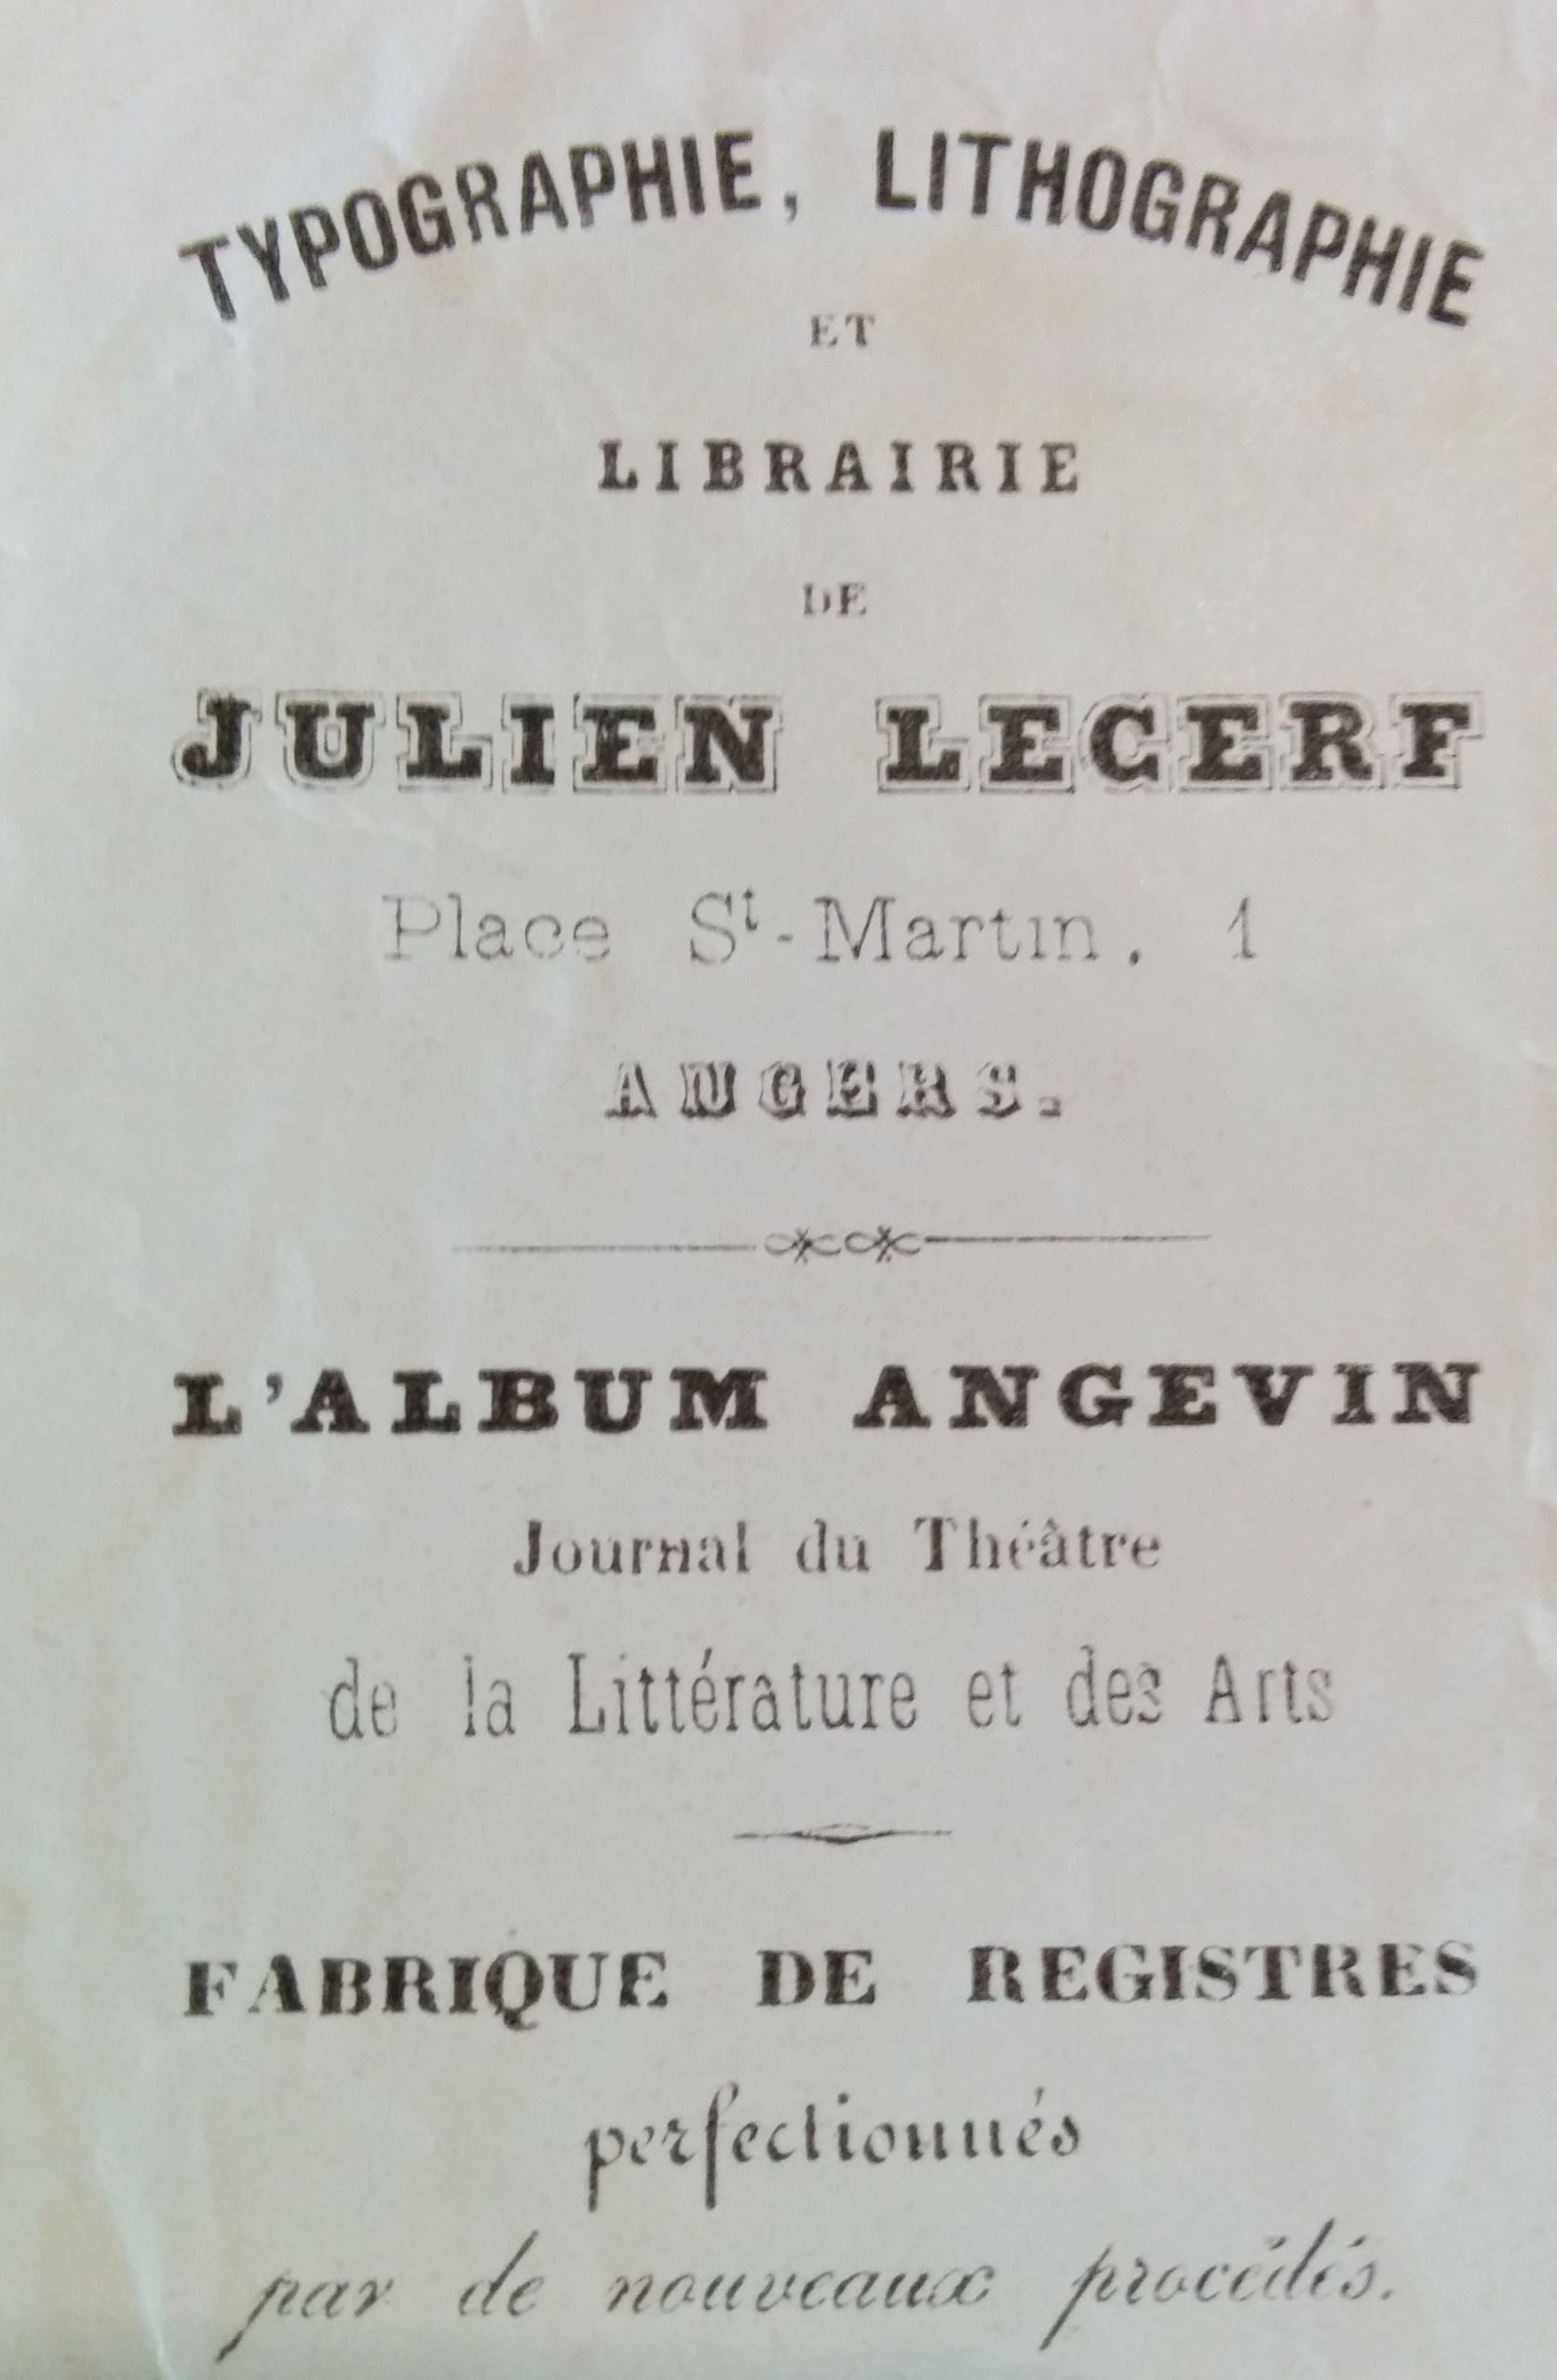 TYPOGRAPHIE, LITHOGRAPHIE
ET
LIBRAIRIE
DE
JULIEN LECERF
Place St-Martin, 1
ANGERS.
L'ALBUM ANGEVIN
Journal du Théâtre
de la Littérature et des Arts
FABRIQUE DE REGISTRES
perfectionnés
par de nouveaux procédés.